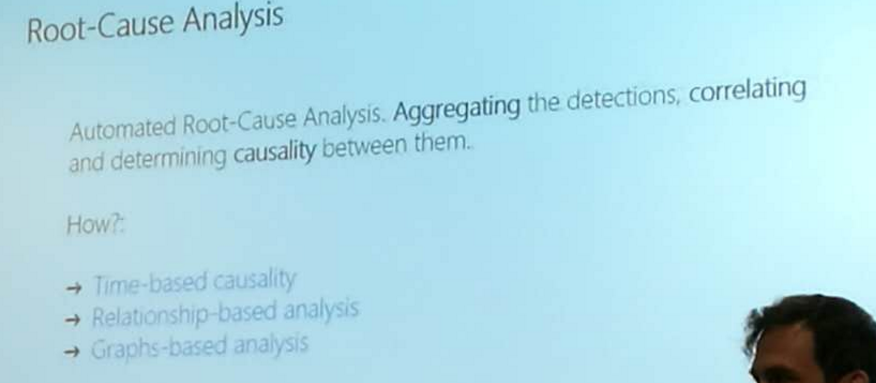 Root-Cause Analysis
Automated Root-Cause Analysis. Aggregating the detections, correlating
and determining causality between them.
How?:
→ Time-based causality
→ Relationship-based analysis
→ Graphs-based analysis